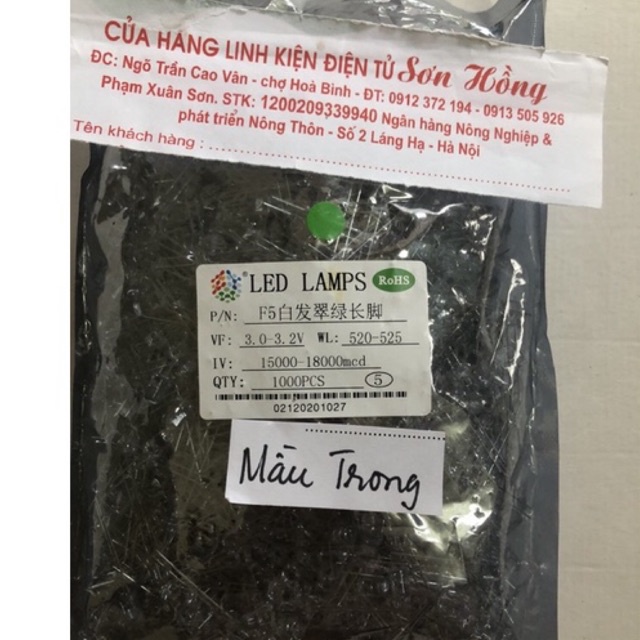 CỬA HÀNG LINH KIỆN ĐIỆN TỬ Sơn Hồng
ĐC: Ngõ Trần Cao Vân - chợ Hoà Bình - ĐT: 0912 372 194 - 0913 505 926
Phạm Xuân Sơn. STK: 1200209339940 Ngân hàng Nông Nghiệp &
phát triển Nông Thôn - Số 2 Láng Hạ - Hà Nội
Tên khách hàng :
LED LAMPS RoHS
P/N: F5白发翠绿长脚
VF: 3.0-3.2V WL: 520-525
IV: 15000-18000mcd
QTY: 1000PCS 5
02120201027
Mầu Trong